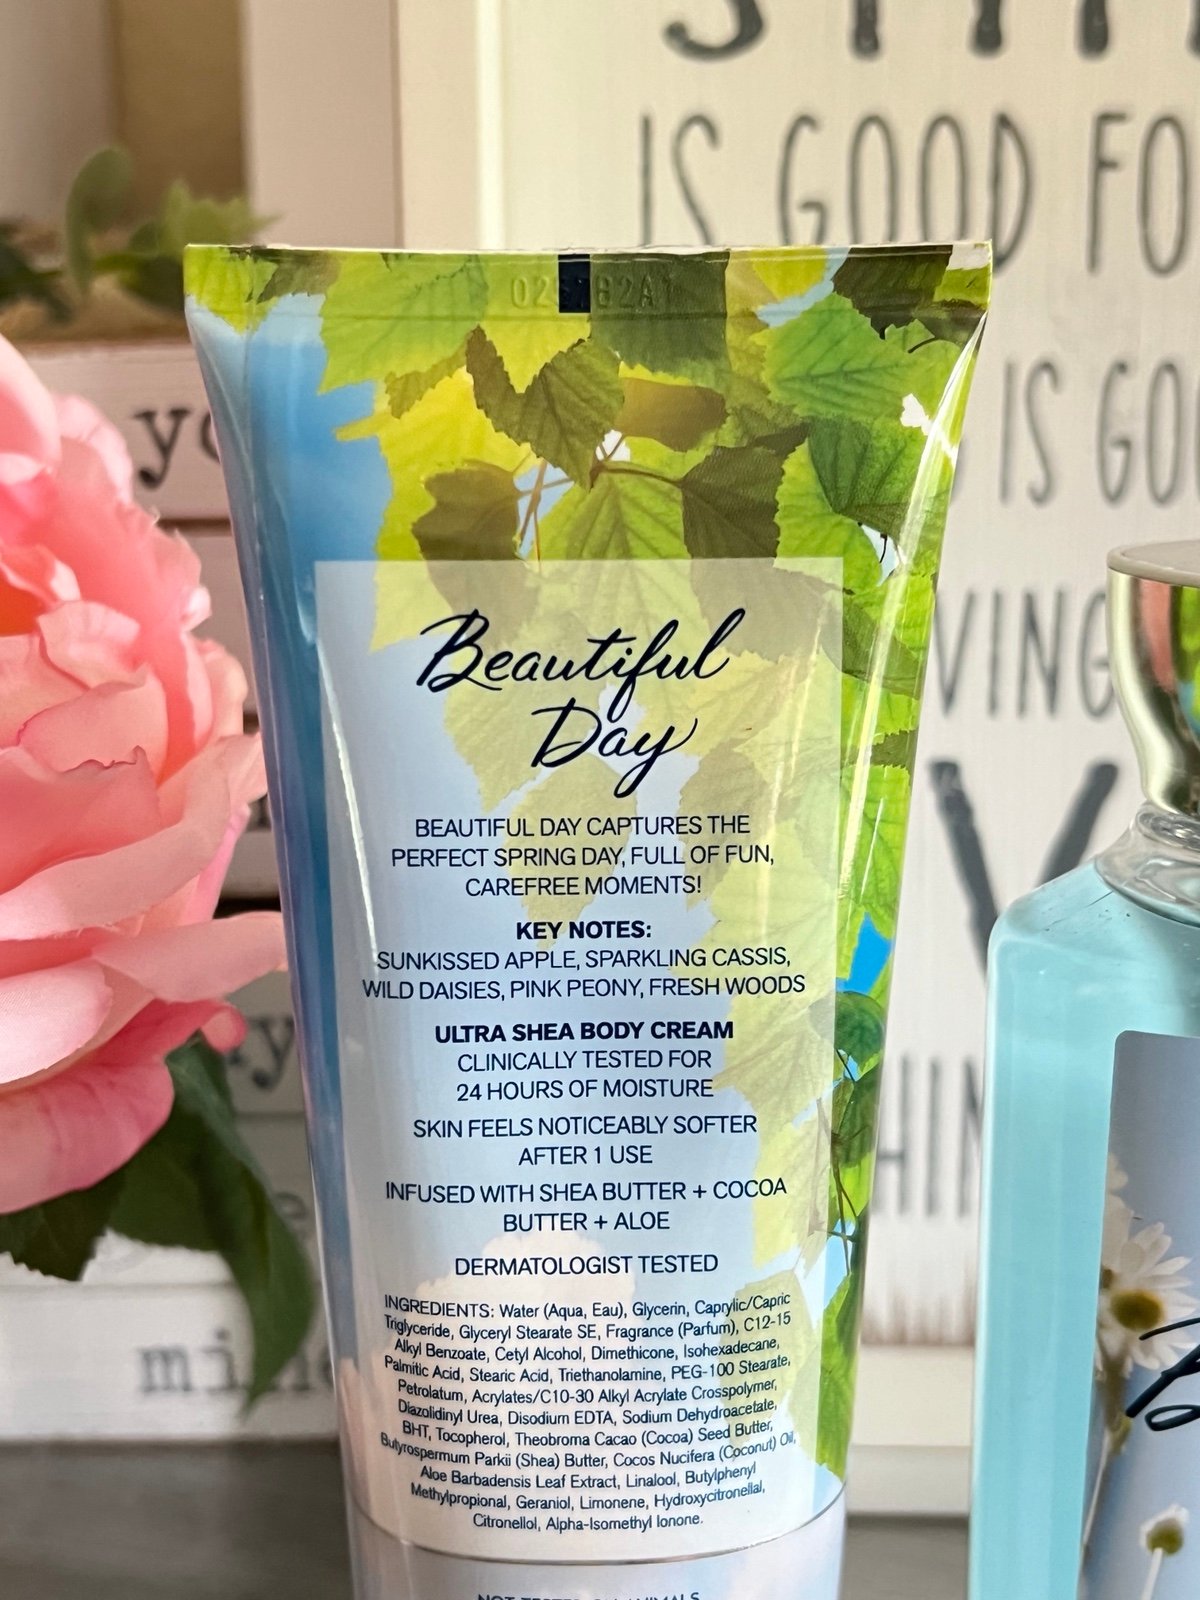 IS GOOD FO
IS GO
VING
HIN
yo
Beautiful
Day
BEAUTIFUL DAY CAPTURES THE
PERFECT SPRING DAY, FULL OF FUN,
CAREFREE MOMENTS!
KEY NOTES:
SUNKISSED APPLE, SPARKLING CASSIS,
WILD DAISIES, PINK PEONY, FRESH WOODS
ULTRA SHEA BODY CREAM
CLINICALLY TESTED FOR
24 HOURS OF MOISTURE
SKIN FEELS NOTICEABLY SOFTER
AFTER 1 USE
INFUSED WITH SHEA BUTTER + COCOA
BUTTER + ALOE
DERMATOLOGIST TESTED
INGREDIENTS: Water (Aqua, Eau), Glycerin, Caprylic/Capric
Triglyceride, Glyceryl Stearate SE, Fragrance (Parfum), C12-15
Alkyl Benzoate, Cetyl Alcohol, Dimethicone, Isohexadecane,
Palmitic Acid, Stearic Acid, Triethanolamine, PEG-100 Stearate,
Petrolatum, Acrylates/C10-30 Alkyl Acrylate Crosspolymer,
Diazolidinyl Urea, Disodium EDTA, Sodium Dehydroacetate,
BHT, Tocopherol, Theobroma Cacao (Cocoa) Seed Butter,
Butyrospermum Parkii (Shea) Butter, Cocos Nucifera (Coconut) Oil,
Aloe Barbadensis Leaf Extract, Linalool, Butylphenyl
Methylpropional, Geraniol, Limonene, Hydroxycitronellal,
Citronellol, Alpha-Isomethyl Ionone.
NOT TESTED ON ANIMALS